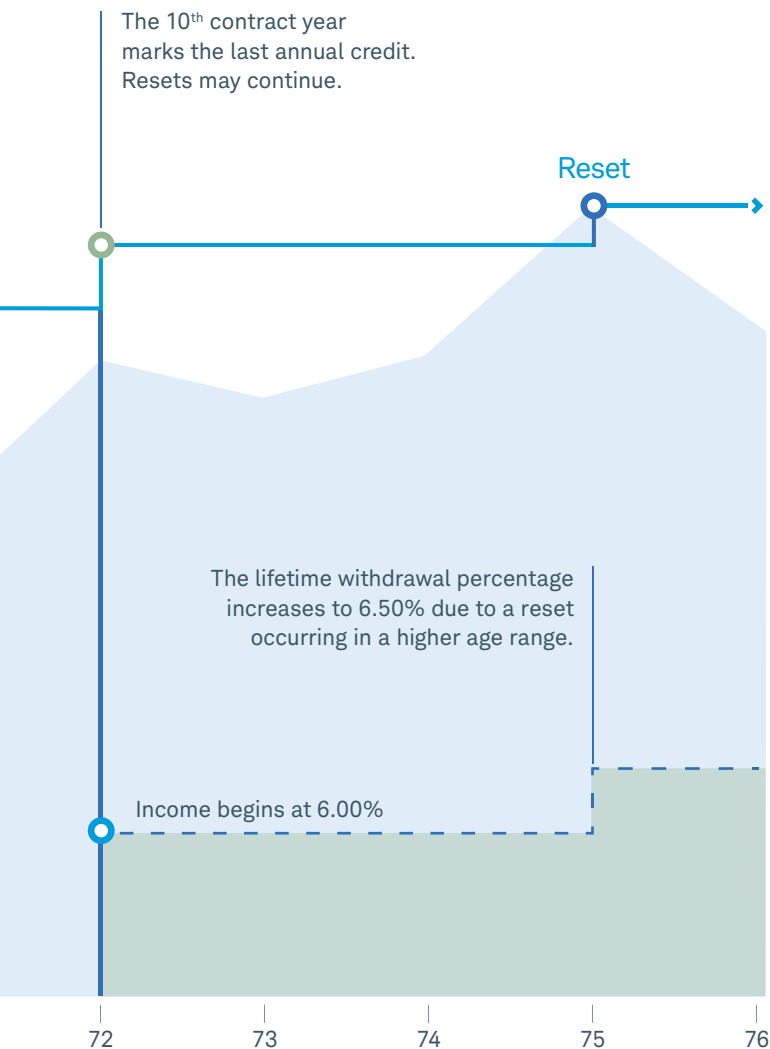 The 10th contract year
marks the last annual credit.
Resets may continue.
Reset
The lifetime withdrawal percentage
increases to 6.50% due to a reset
occurring in a higher age range.
Income begins at 6.00%
72 73 74 75 76